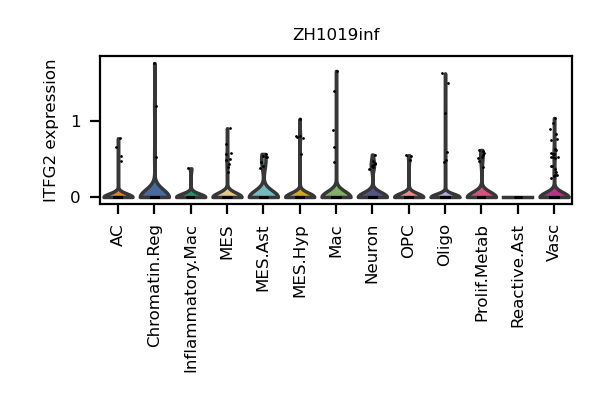 ZH1019inf
ITFG2 expression
1
0
AC
Chromatin.Reg
Inflammatory.Mac
MES
MES.Ast
MES.Hyp
Mac
Neuron
OPC
Oligo
Prolif.Metab
Reactive.Ast
Vasc